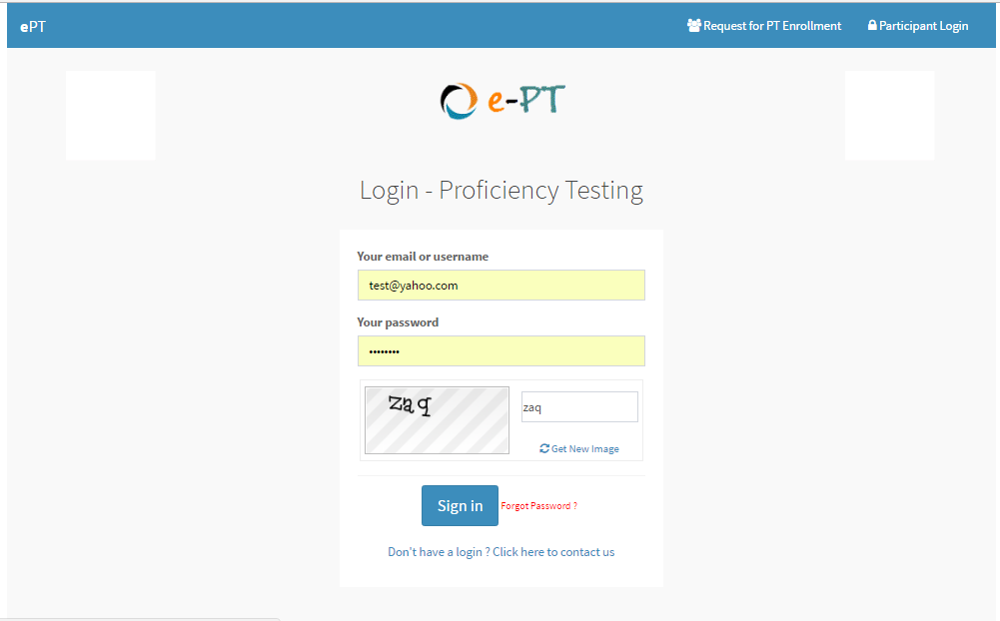 ePT
Request for PT Enrollment
Participant Login
e-PT
Login - Proficiency Testing
Your email or username
test@yahoo.com
Your password
••••••••
zaq
zaq
Get New Image
Sign in
Forgot Password ?
Don't have a login ? Click here to contact us